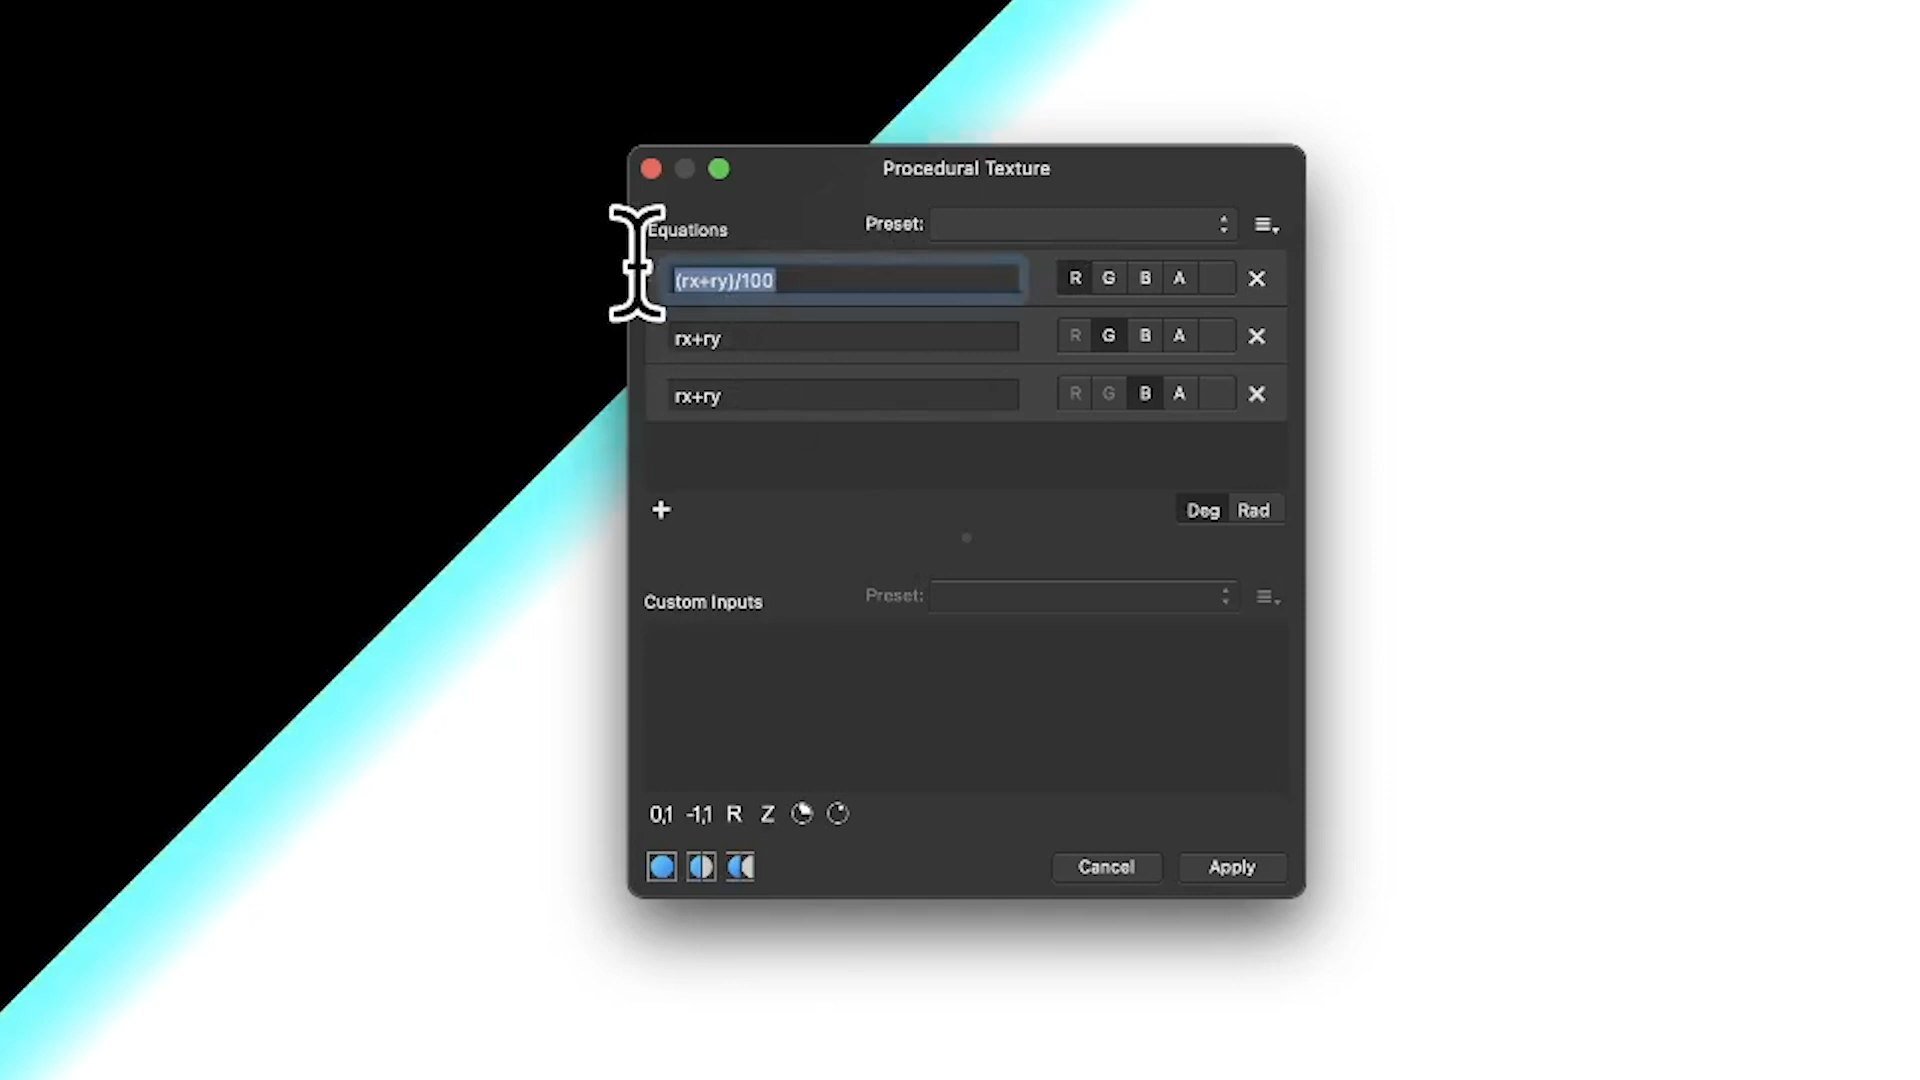 Procedural Texture
Equations Preset:
(rx+ry)/100 R G B A
rx+ry R G B A
rx+ry R G B A
Deg Rad
Custom Inputs Preset:
0,1 -1,1 R Z
Cancel Apply